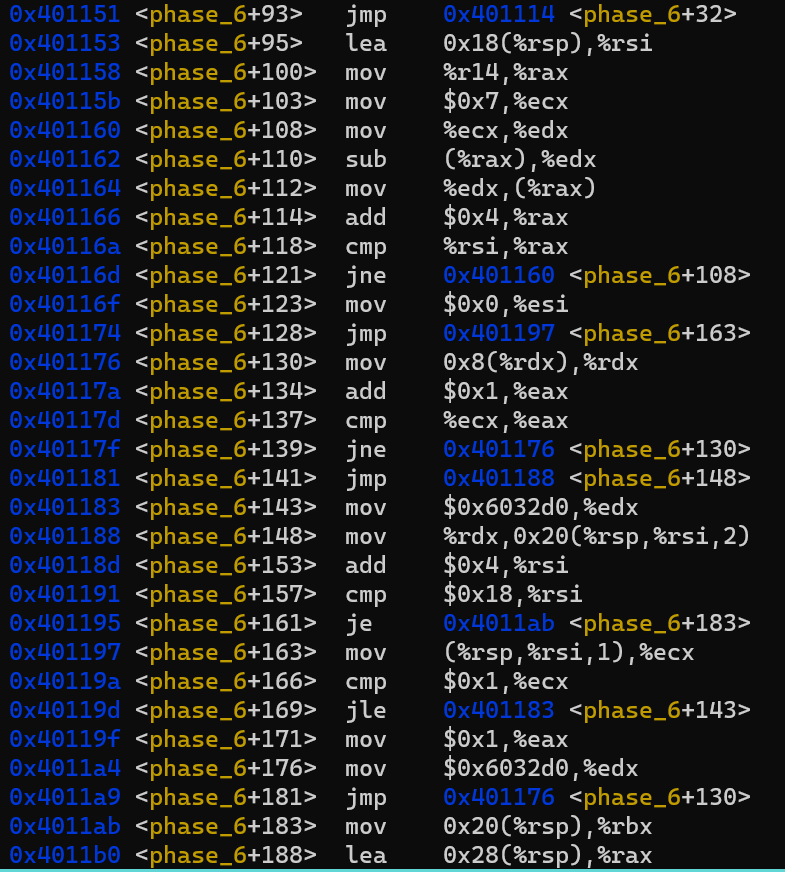 0x401151 <phase_6+93> jmp 0x401114 <phase_6+32>
0x401153 <phase_6+95> lea 0x18(%rsp),%rsi
0x401158 <phase_6+100> mov %r14,%rax
0x40115b <phase_6+103> mov $0x7,%ecx
0x401160 <phase_6+108> mov %ecx,%edx
0x401162 <phase_6+110> sub (%rax),%edx
0x401164 <phase_6+112> mov %edx,(%rax)
0x401166 <phase_6+114> add $0x4,%rax
0x40116a <phase_6+118> cmp %rsi,%rax
0x40116d <phase_6+121> jne 0x401160 <phase_6+108>
0x40116f <phase_6+123> mov $0x0,%esi
0x401174 <phase_6+128> jmp 0x401197 <phase_6+163>
0x401176 <phase_6+130> mov 0x8(%rdx),%rdx
0x40117a <phase_6+134> add $0x1,%eax
0x40117d <phase_6+137> cmp %ecx,%eax
0x40117f <phase_6+139> jne 0x401176 <phase_6+130>
0x401181 <phase_6+141> jmp 0x401188 <phase_6+148>
0x401183 <phase_6+143> mov $0x6032d0,%edx
0x401188 <phase_6+148> mov %rdx,0x20(%rsp,%rsi,2)
0x40118d <phase_6+153> add $0x4,%rsi
0x401191 <phase_6+157> cmp $0x18,%rsi
0x401195 <phase_6+161> je 0x4011ab <phase_6+183>
0x401197 <phase_6+163> mov (%rsp,%rsi,1),%ecx
0x40119a <phase_6+166> cmp $0x1,%ecx
0x40119d <phase_6+169> jle 0x401183 <phase_6+143>
0x40119f <phase_6+171> mov $0x1,%eax
0x4011a4 <phase_6+176> mov $0x6032d0,%edx
0x4011a9 <phase_6+181> jmp 0x401176 <phase_6+130>
0x4011ab <phase_6+183> mov 0x20(%rsp),%rbx
0x4011b0 <phase_6+188> lea 0x28(%rsp),%rax